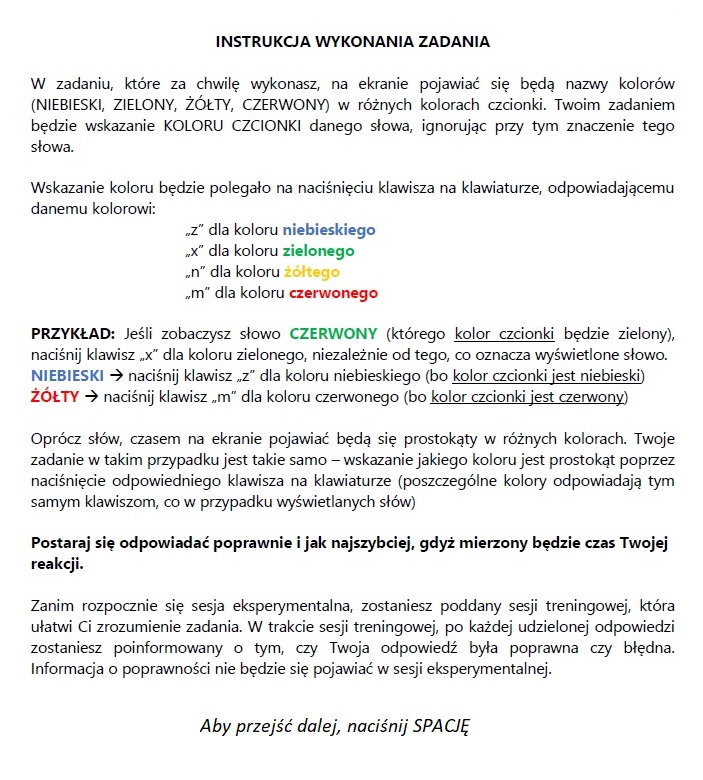 INSTRUKCJA WYKONANIA ZADANIA
W zadaniu, które za chwilę wykonasz, na ekranie pojawiać się będą nazwy kolorów
(NIEBIESKI, ZIELONY, ŻÓŁTY, CZERWONY) w różnych kolorach czcionki. Twoim zadaniem
będzie wskazanie KOLORU CZCIONKI danego słowa, ignorując przy tym znaczenie tego
słowa.
Wskazanie koloru będzie polegało na naciśnięciu klawisza na klawiaturze, odpowiadającemu
danemu kolorowi:
„z” dla koloru niebieskiego
„x” dla koloru zielonego
„n” dla koloru żółtego
„m” dla koloru czerwonego
PRZYKŁAD: Jeśli zobaczysz słowo CZERWONY (którego kolor czcionki będzie zielony),
naciśnij klawisz „x” dla koloru zielonego, niezależnie od tego, co oznacza wyświetlone słowo.
NIEBIESKI → naciśnij klawisz „z” dla koloru niebieskiego (bo kolor czcionki jest niebieski)
ŻÓŁTY → naciśnij klawisz „m” dla koloru czerwonego (bo kolor czcionki jest czerwony)
Oprócz słów, czasem na ekranie pojawiać będą się prostokąty w różnych kolorach. Twoje
zadanie w takim przypadku jest takie samo – wskazanie jakiego koloru jest prostokąt poprzez
naciśnięcie odpowiedniego klawisza na klawiaturze (poszczególne kolory odpowiadają tym
samym klawiszom, co w przypadku wyświetlanych słów)
Postaraj się odpowiadać poprawnie i jak najszybciej, gdyż mierzony będzie czas Twojej
reakcji.
Zanim rozpocznie się sesja eksperymentalna, zostaniesz poddany sesji treningowej, która
ułatwi Ci zrozumienie zadania. W trakcie sesji treningowej, po każdej udzielonej odpowiedzi
zostaniesz poinformowany o tym, czy Twoja odpowiedź była poprawna czy błędna.
Informacja o poprawności nie będzie się pojawiać w sesji eksperymentalnej.
Aby przejść dalej, naciśnij SPACJĘ